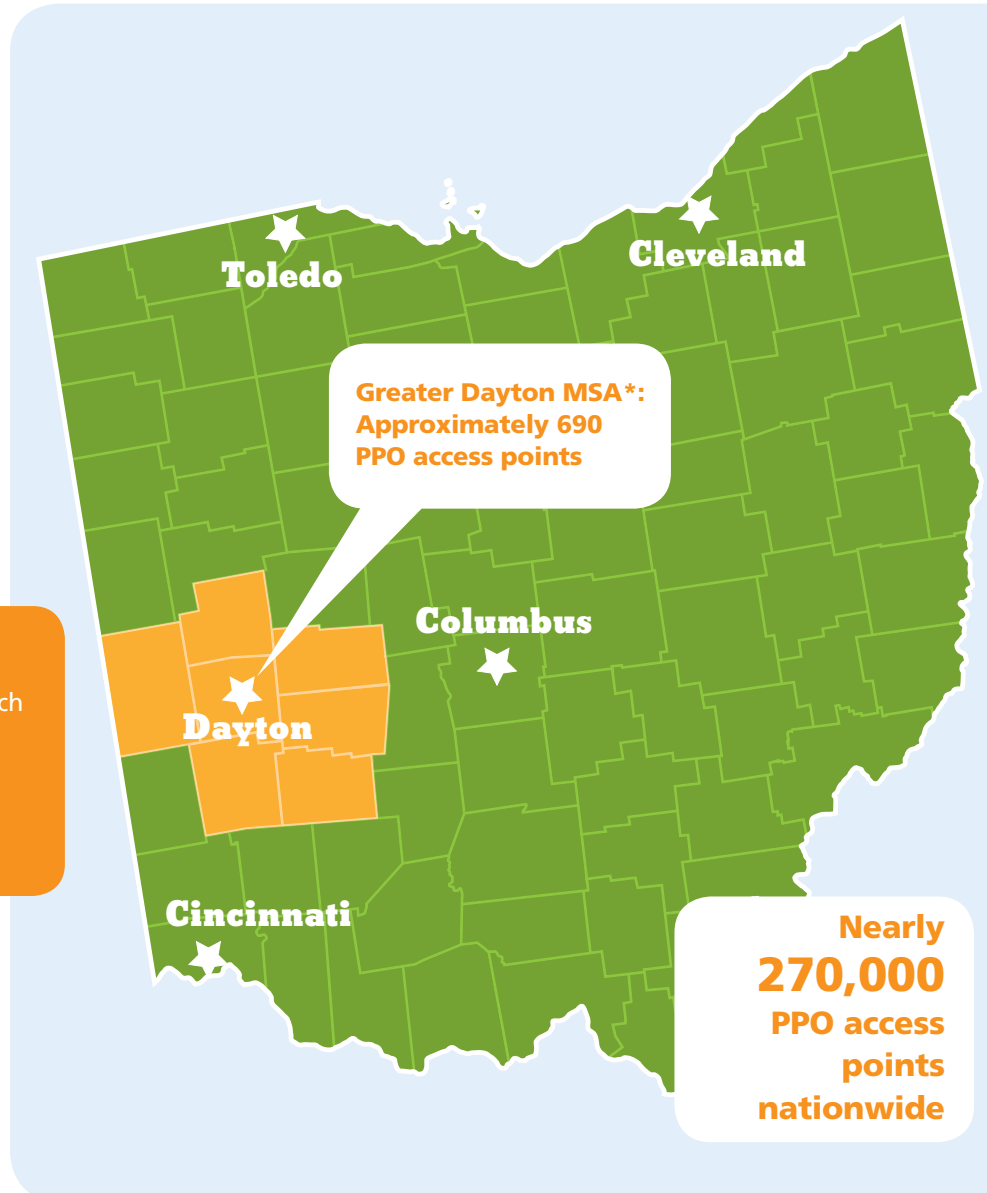 Cleveland
Toledo
Greater Dayton MSA*:
Approximately 690
PPO access points
Columbus
ch
Dayton
Cincinnati
Nearly
270,000
PPO access
points
nationwide